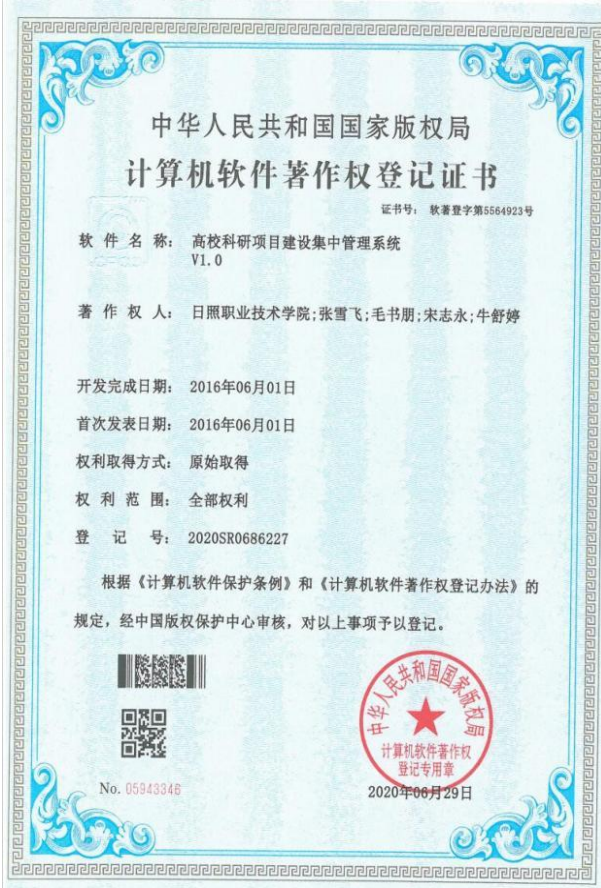 中华人民共和国国家版权局
计算机软件著作权登记证书
证书号： 软著登字第5564923号
软 件 名 称： 高校科研项目建设集中管理系统
V1.0
著 作 权 人： 日照职业技术学院;张雪飞;毛书朋;宋志永;牛舒婷
开发完成日期： 2016年06月01日
首次发表日期： 2016年06月01日
权利取得方式： 原始取得
权 利 范 围： 全部权利
登 记 号： 2020SR0686227
根据《计算机软件保护条例》和《计算机软件著作权登记办法》的
规定，经中国版权保护中心审核，对以上事项予以登记。
中华人民共和国国家版权局
计算机软件著作权
登记专用章
No. 05943346
2020年06月29日